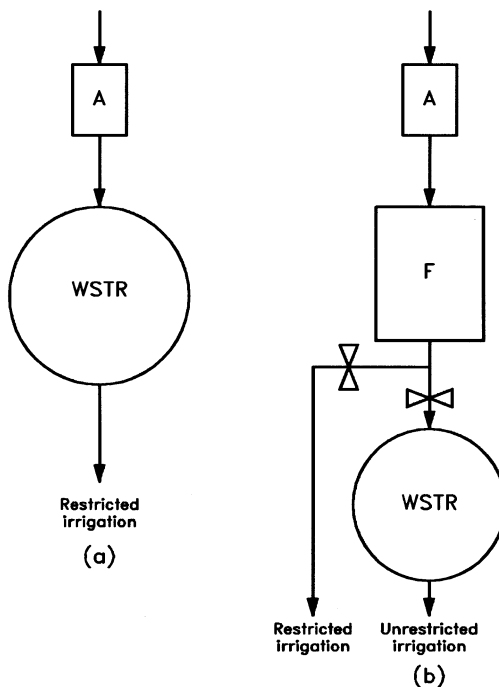 A
WSTR
Restricted
irrigation
(a)
A
F
WSTR
Restricted
irrigation
Unrestricted
irrigation
(b)